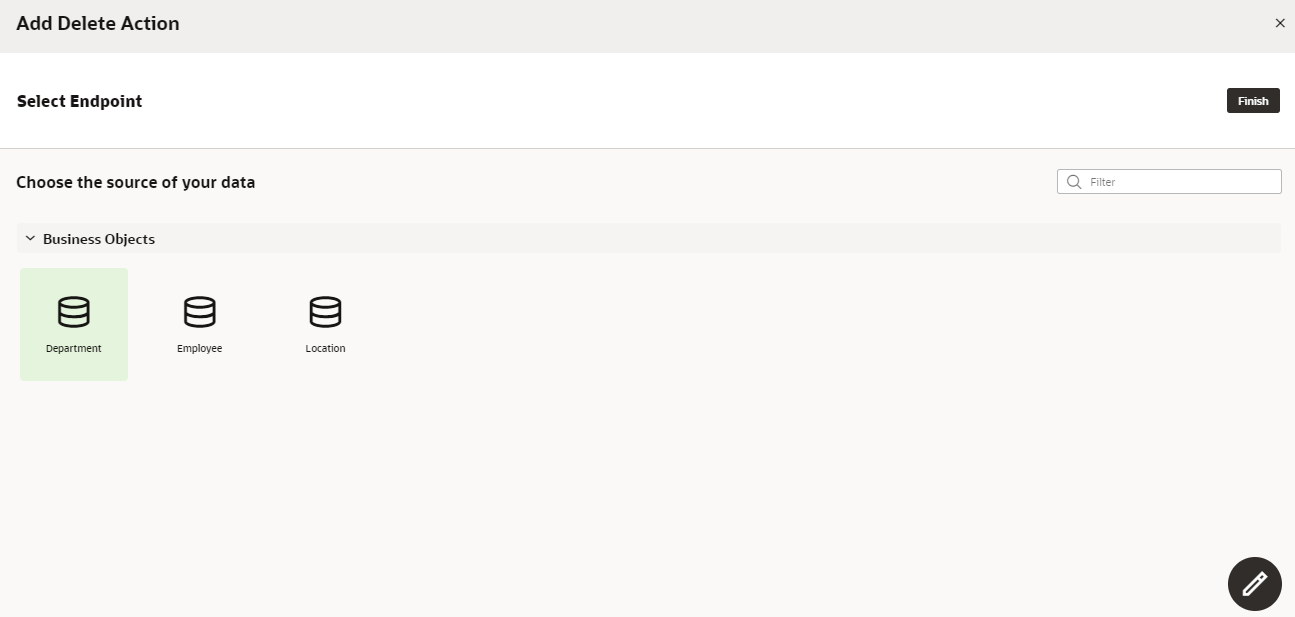 Add Delete Action
Select Endpoint
Finish
Choose the source of your data
Filter
Business Objects
Department
Employee
Location